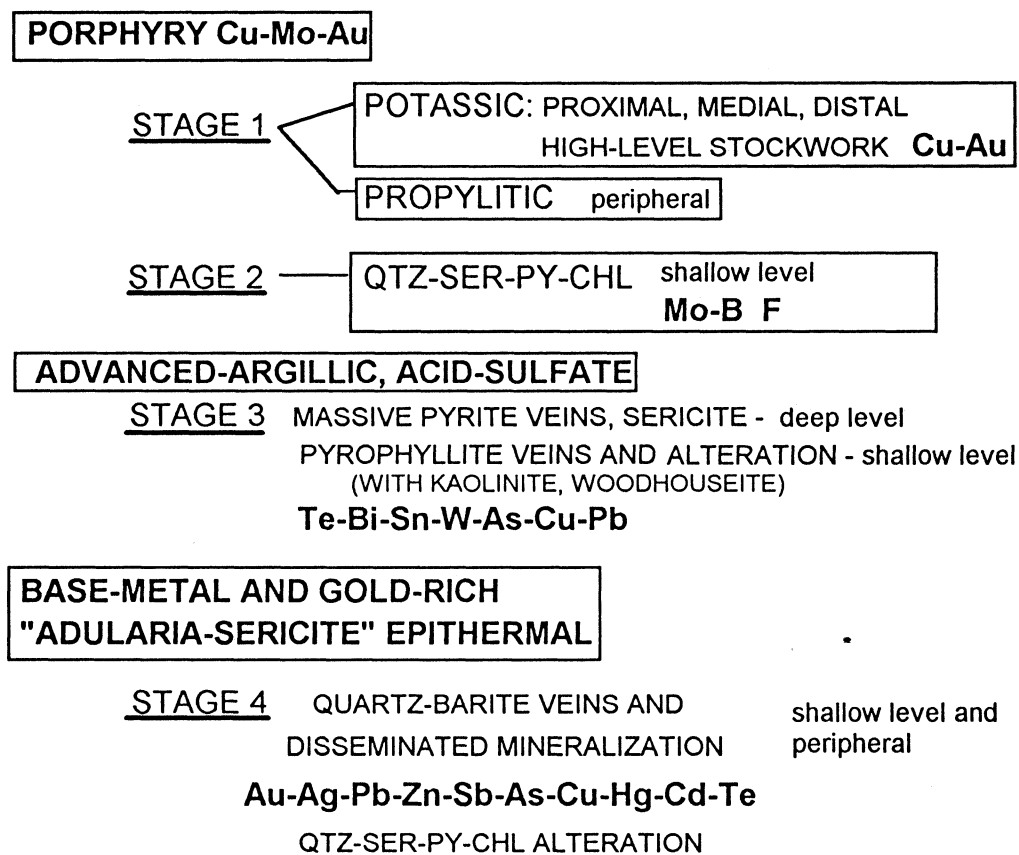 PORPHYRY Cu-Mo-Au
STAGE 1
POTASSIC: PROXIMAL, MEDIAL, DISTAL
HIGH-LEVEL STOCKWORK Cu-Au
PROPYLITIC peripheral
STAGE 2
QTZ-SER-PY-CHL shallow level
Mo-B F
ADVANCED-ARGILLIC, ACID-SULFATE
STAGE 3 MASSIVE PYRITE VEINS, SERICITE - deep level
PYROPHYLLITE VEINS AND ALTERATION - shallow level
(WITH KAOLINITE, WOODHOUSEITE)
Te-Bi-Sn-W-As-Cu-Pb
BASE-METAL AND GOLD-RICH
"ADULARIA-SERICITE" EPITHERMAL
STAGE 4 QUARTZ-BARITE VEINS AND
DISSEMINATED MINERALIZATION
shallow level and
peripheral
Au-Ag-Pb-Zn-Sb-As-Cu-Hg-Cd-Te
QTZ-SER-PY-CHL ALTERATION